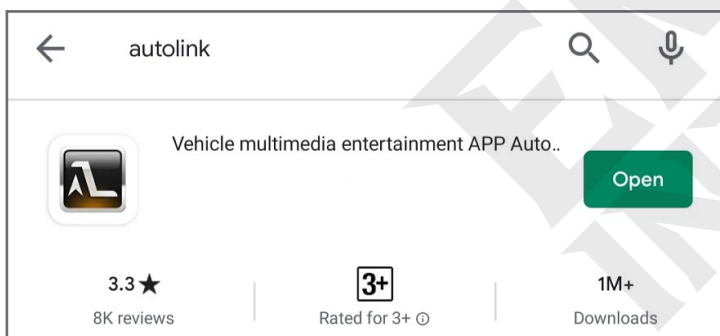 autolink
Vehicle multimedia entertainment APP Auto..
Open
3.3★ 3+ 1M+
8K reviews Rated for 3+ ⓘ Downloads